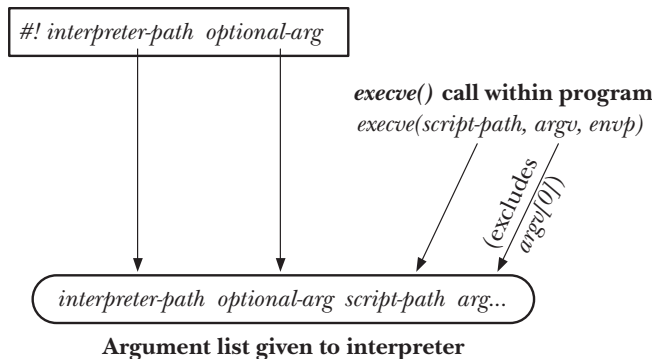 #! interpreter-path optional-arg
execve() call within program
execve(script-path, argv, envp)
(excludes
argv[0])
interpreter-path optional-arg script-path arg...
Argument list given to interpreter